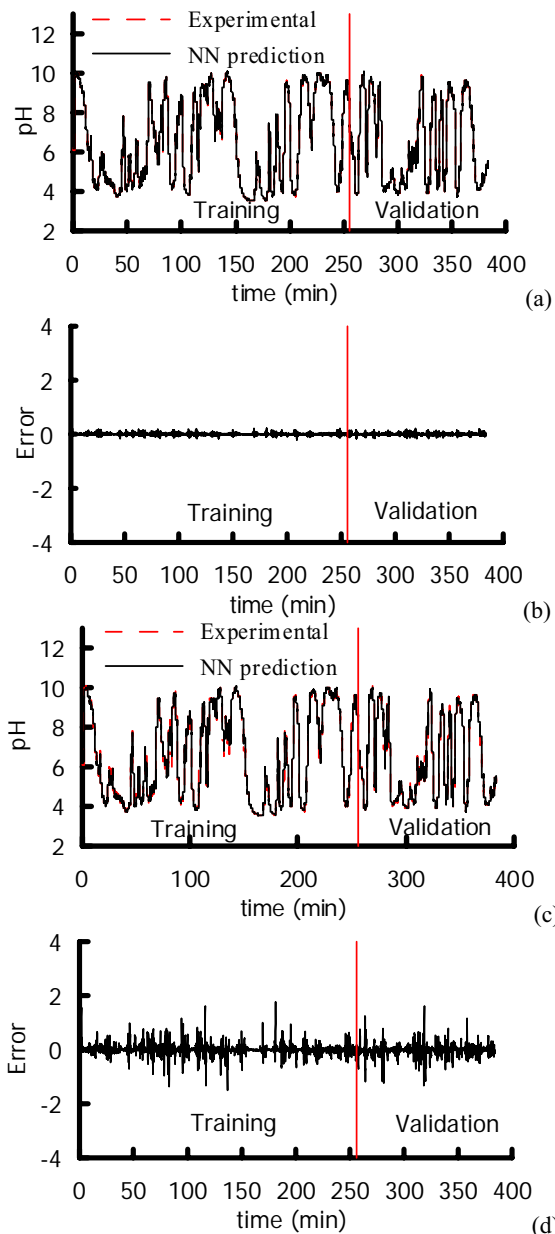 12
10
8
6
4
2
pH
Experimental
NN prediction
Training
Validation
0 50 100 150 200 250 300 350 400
time (min)
(a)
4
2
0
-2
-4
Error
Training
Validation
0 50 100 150 200 250 300 350 400
time (min)
(b)
12
10
8
6
4
2
pH
Experimental
NN prediction
Training
Validation
0 100 200 300 400
time (min)
(c)
4
2
0
-2
-4
Error
Training
Validation
0 50 100 150 200 250 300 350 400
time (min)
(d)